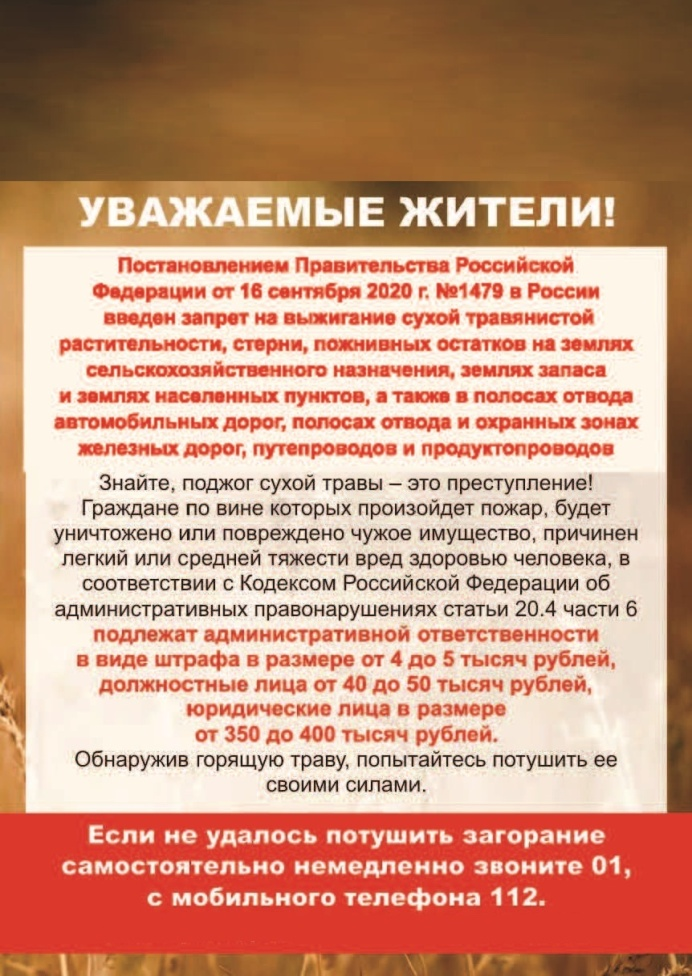 УВАЖАЕМЫЕ ЖИТЕЛИ!
Постановлением Правительства Российской
Федерации от 16 сентября 2020 г. №1479 в России
введен запрет на выжигание сухой травянистой
растительности, стерни, пожнивных остатков на землях
сельскохозяйственного назначения, землях запаса
и землях населенных пунктов, а также в полосах отвода
автомобильных дорог, полосах отвода и охранных зонах
железных дорог, путепроводов и продуктопроводов
Знайте, поджог сухой травы – это преступление!
Граждане по вине которых произойдет пожар, будет
уничтожено или повреждено чужое имущество, причинен
легкий или средней тяжести вред здоровью человека, в
соответствии с Кодексом Российской Федерации об
административных правонарушениях статьи 20.4 части 6
подлежат административной ответственности
в виде штрафа в размере от 4 до 5 тысяч рублей,
должностные лица от 40 до 50 тысяч рублей,
юридические лица в размере
от 350 до 400 тысяч рублей.
Обнаружив горящую траву, попытайтесь потушить ее
своими силами.
Если не удалось потушить загорание
самостоятельно немедленно звоните 01,
с мобильного телефона 112.